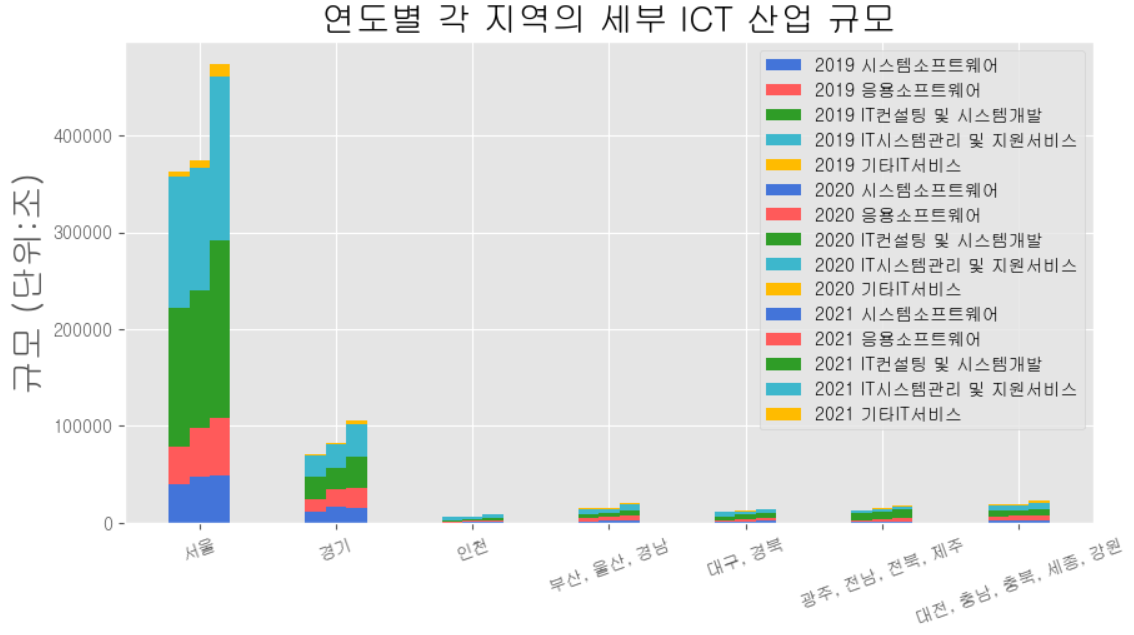 연도별 각 지역의 세부 ICT 산업 규모
규모 (단위:조)
400000
300000
200000
100000
0
2019 시스템소프트웨어
2019 응용소프트웨어
2019 IT컨설팅 및 시스템개발
2019 IT시스템관리 및 지원서비스
2019 기타IT서비스
2020 시스템소프트웨어
2020 응용소프트웨어
2020 IT컨설팅 및 시스템개발
2020 IT시스템관리 및 지원서비스
2020 기타IT서비스
2021 시스템소프트웨어
2021 응용소프트웨어
2021 IT컨설팅 및 시스템개발
2021 IT시스템관리 및 지원서비스
2021 기타IT서비스
서울
경기
인천
부산, 울산, 경남
대구, 경북
광주, 전남, 전북, 제주
대전, 충남, 충북, 세종, 강원